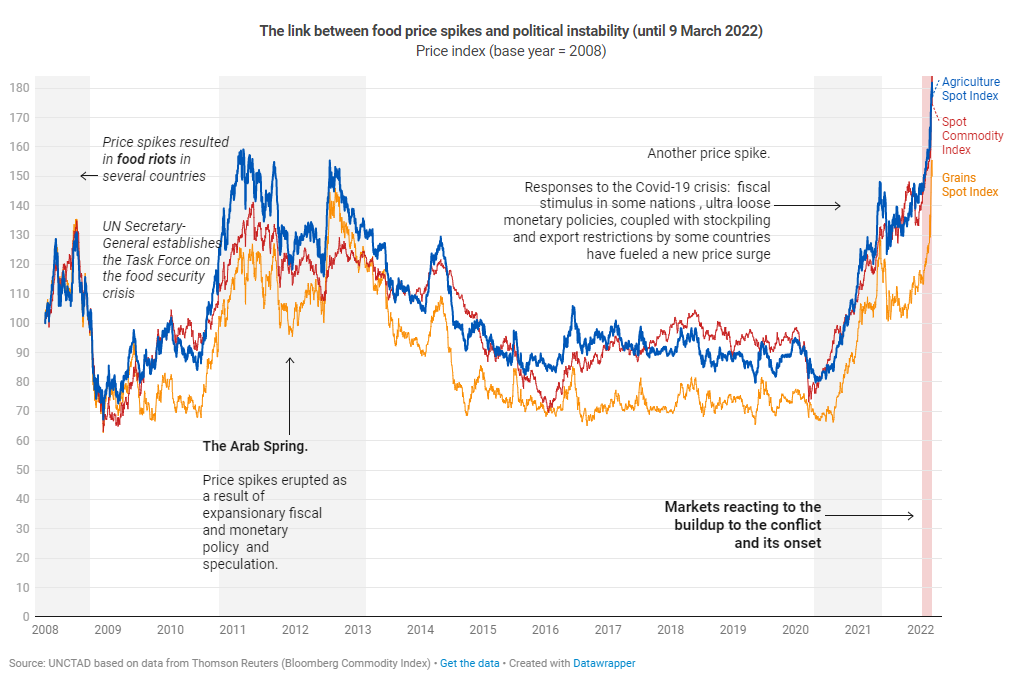 The link between food price spikes and political instability (until 9 March 2022)
Price index (base year = 2008)
180
170
160
150
140
130
120
110
100
90
80
70
60
50
40
30
20
10
0
Price spikes resulted
in food riots in
several countries
UN Secretary-
General establishes
the Task Force on
the food security
crisis
The Arab Spring.
Price spikes erupted as
a result of
expansionary fiscal
and monetary
policy and
speculation.
Another price spike.
Responses to the Covid-19 crisis: fiscal
stimulus in some nations , ultra loose
monetary policies, coupled with stockpiling
and export restrictions by some countries
have fueled a new price surge
Markets reacting to the
buildup to the conflict
and its onset
Agriculture
Spot Index
Spot
Commodity
Index
Grains
Spot Index
2008 2009 2010 2011 2012 2013 2014 2015 2016 2017 2018 2019 2020 2021 2022
Source: UNCTAD based on data from Thomson Reuters (Bloomberg Commodity Index) • Get the data • Created with Datawrapper